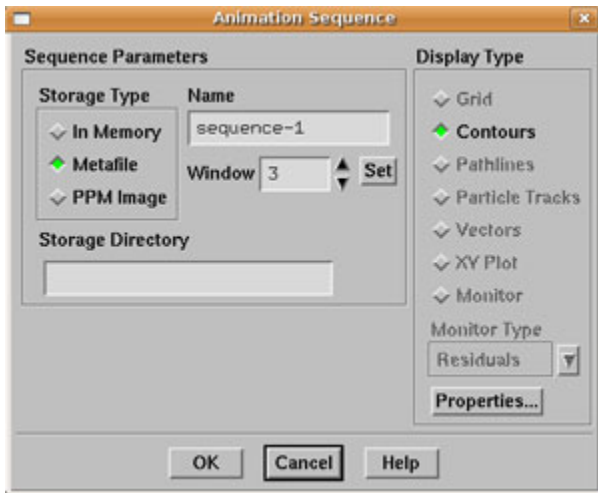 Animation Sequence
Sequence Parameters
Storage Type
In Memory
Metafile
PPM Image
Name
sequence-1
Window 3 Set
Storage Directory
Display Type
Grid
Contours
Pathlines
Particle Tracks
Vectors
XY Plot
Monitor
Monitor Type
Residuals
Properties...
OK Cancel Help